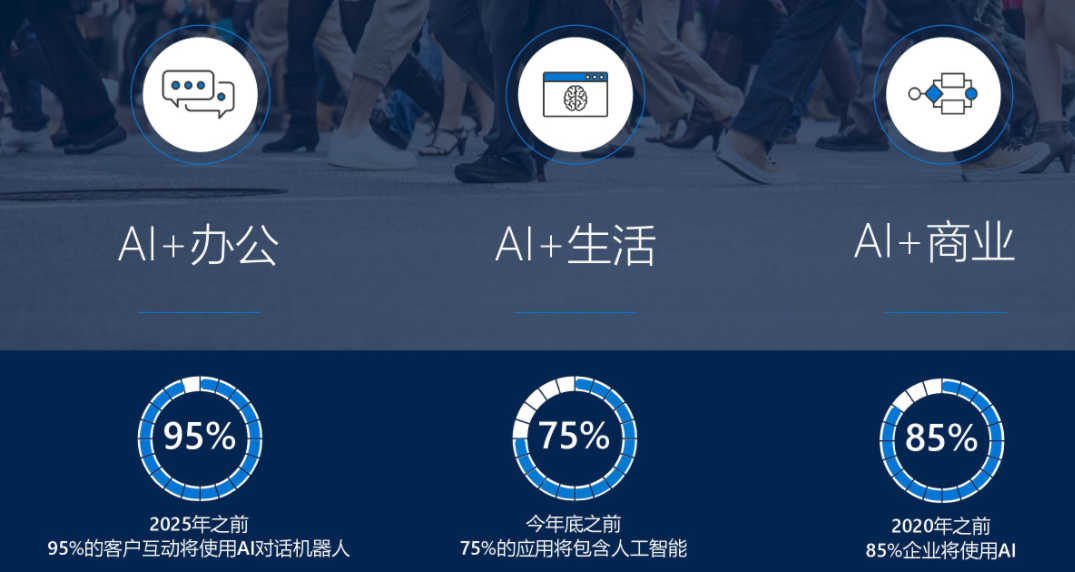 AI+办公
AI+生活
AI+商业
95%
2025年之前
95%的客户互动将使用AI对话机器人
75%
今年底之前
75%的应用将包含人工智能
85%
2020年之前
85%企业将使用AI